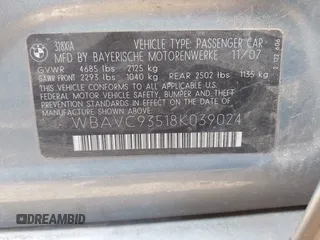 328XIA
VEHICLE TYPE: PASSENGER CAR
MFD BY BAYERISCHE MOTORENWERKE 11/07
GVWR 4685 lbs 2125 kg
GAWR FRONT 2293 lbs 1040 kg REAR 2502 lbs 1135 kg
THIS VEHICLE CONFORMS TO ALL APPLICABLE
FEDERAL MOTOR VEHICLE SAFETY, BUMPER, AND
THEFT PREVENTION STANDARDS IN EFFECT ON THE
DATE OF MANUFACTURE SHOWN ABOVE.
WBAVC93518K039024
DREAMBID